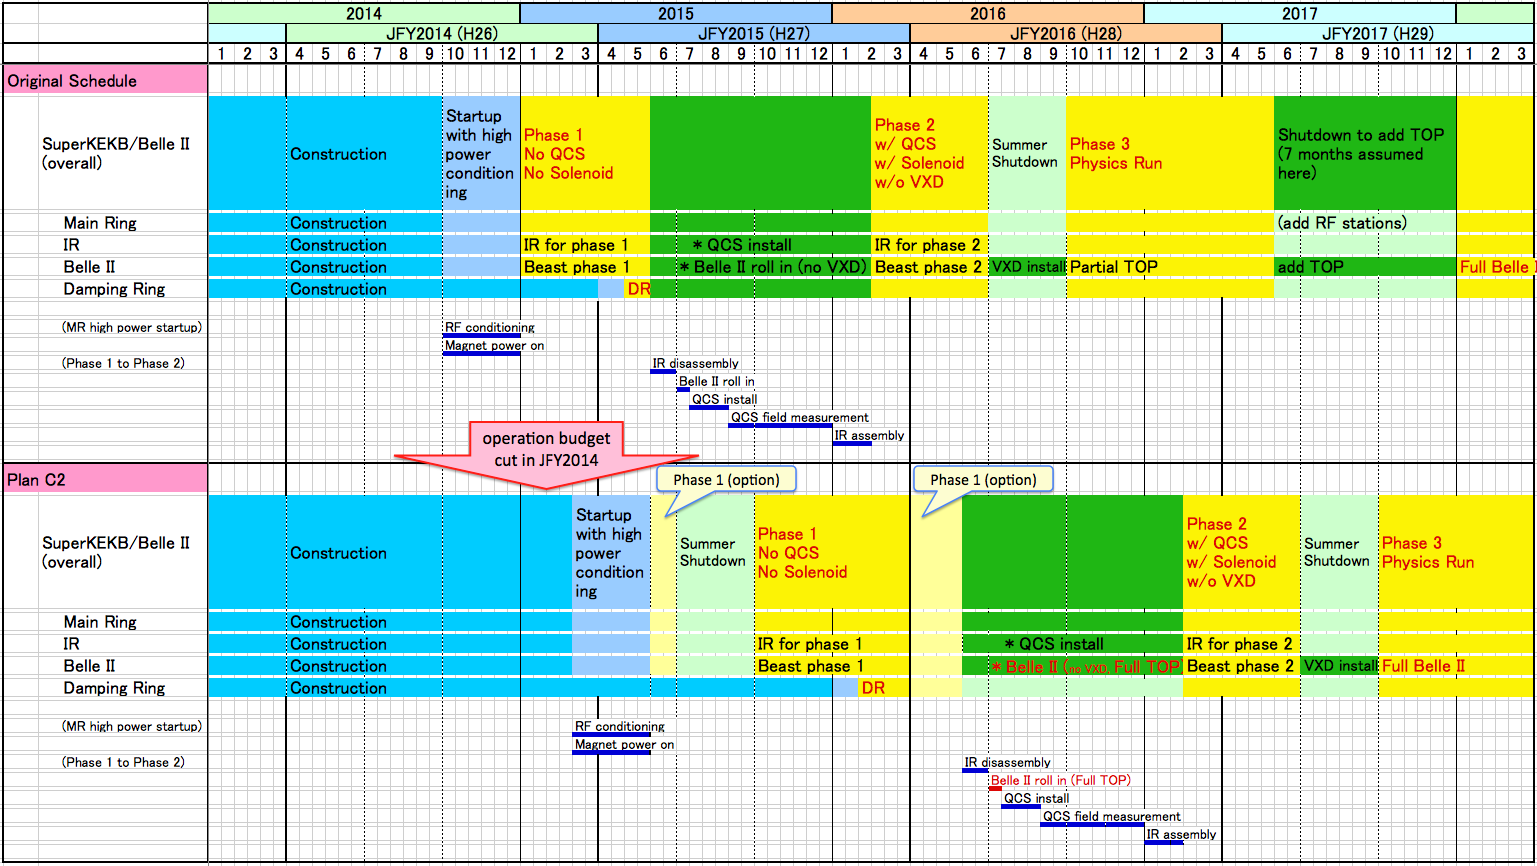 2014 2015 2016 2017
JFY2014 (H26) JFY2015 (H27) JFY2016 (H28) JFY2017 (H29)
1 2 3 4 5 6 7 8 9 10 11 12 1 2 3 4 5 6 7 8 9 10 11 12 1 2 3 4 5 6 7 8 9 10 11 12 1 2 3 4 5 6 7 8 9 10 11 12 1 2 3
Original Schedule
SuperKEKB/Belle II
(overall)
Construction
Startup
with high
power
condition
ing
Phase 1
No QCS
No Solenoid
Phase 2
w/ QCS
w/ Solenoid
w/o VXD
Summer
Shutdown
Phase 3
Physics Run
Shutdown to add TOP
(7 months assumed
here)
Main Ring Construction (add RF stations)
IR Construction IR for phase 1 * QCS install IR for phase 2
Belle II Construction Beast phase 1 * Belle II roll in (no VXD) Beast phase 2 VXD install Partial TOP add TOP Full Belle
Damping Ring Construction DR
(MR high power startup) RF conditioning
Magnet power on
(Phase 1 to Phase 2) IR disassembly
Belle II roll in
QCS install
QCS field measurement
IR assembly
operation budget
cut in JFY2014
Plan C2
Phase 1 (option) Phase 1 (option)
SuperKEKB/Belle II
(overall)
Construction
Startup
with high
power
condition
ing
Summer
Shutdown
Phase 1
No QCS
No Solenoid
Phase 2
w/ QCS
w/ Solenoid
w/o VXD
Summer
Shutdown
Phase 3
Physics Run
Main Ring Construction
IR Construction IR for phase 1 * QCS install IR for phase 2
Belle II Construction Beast phase 1 * Belle II (no VXD, Full TOP Beast phase 2 VXD install Full Belle II
Damping Ring Construction DR
(MR high power startup) RF conditioning
Magnet power on
(Phase 1 to Phase 2) IR disassembly
Belle II roll in (Full TOP)
QCS install
QCS field measurement
IR assembly